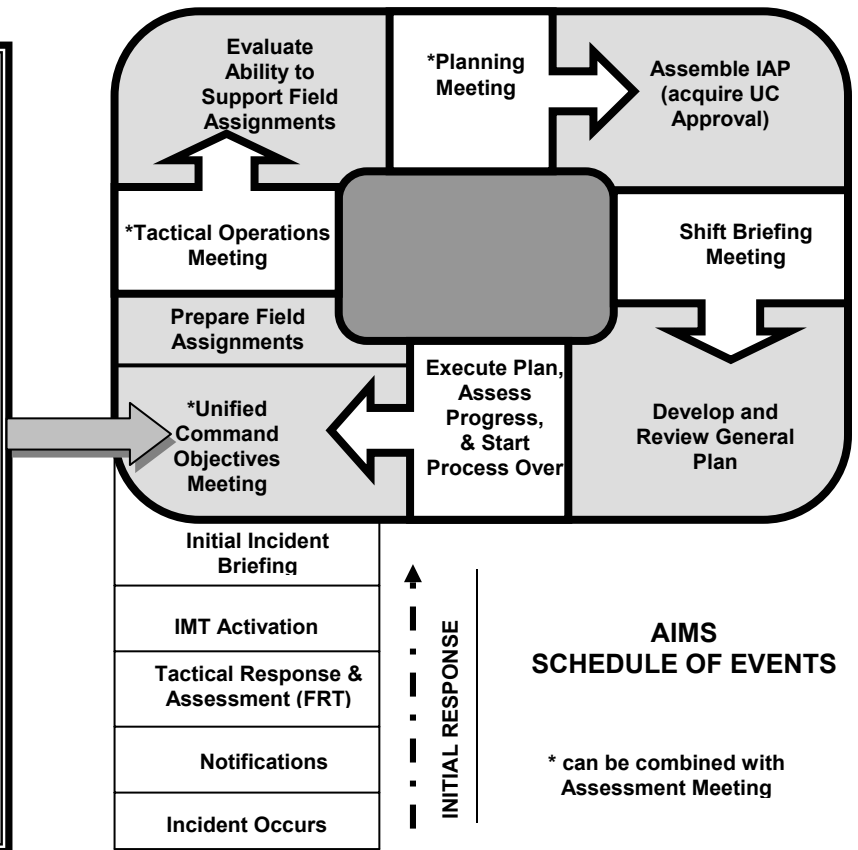 Evaluate
Ability to
Support Field
Assignments
*Planning
Meeting
Assemble IAP
(acquire UC
Approval)
*Tactical Operations
Meeting
Shift Briefing
Meeting
Prepare Field
Assignments
*Unified
Command
Objectives
Meeting
Execute Plan,
Assess
Progress,
& Start
Process Over
Develop and
Review General
Plan
Initial Incident
Briefing
IMT Activation
Tactical Response &
Assessment (FRT)
Notifications
Incident Occurs
INITIAL RESPONSE
AIMS
SCHEDULE OF EVENTS
* can be combined with
Assessment Meeting